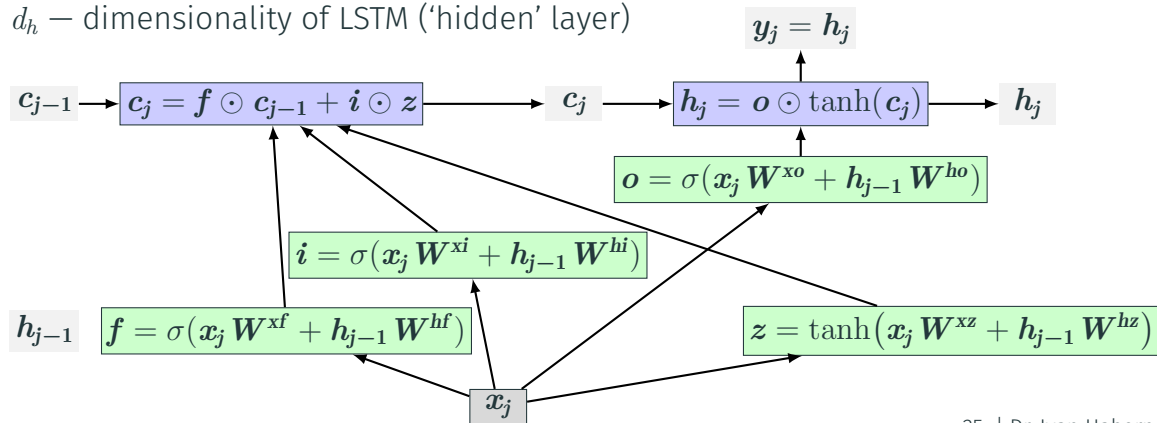 d_h — dimensionality of LSTM (‘hidden’ layer)
y_j = h_j
c_{j−1}
c_j = f ⊙ c_{j−1} + i ⊙ z
c_j
h_j = o ⊙ tanh(c_j)
h_j
o = σ(x_j W^{xo} + h_{j−1} W^{ho})
i = σ(x_j W^{xi} + h_{j−1} W^{hi})
h_{j−1}
f = σ(x_j W^{xf} + h_{j−1} W^{hf})
z = tanh(x_j W^{xz} + h_{j−1} W^{hz})
x_j